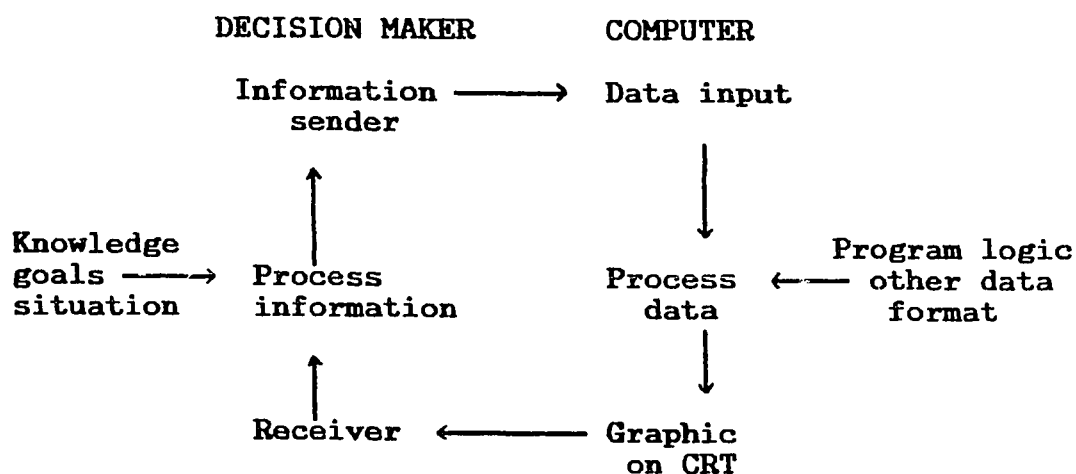 DECISION MAKER COMPUTER
Information Data input
sender
Knowledge
goals
situation
Process
information
Process
data
Program logic
other data
format
Receiver
Graphic
on CRT